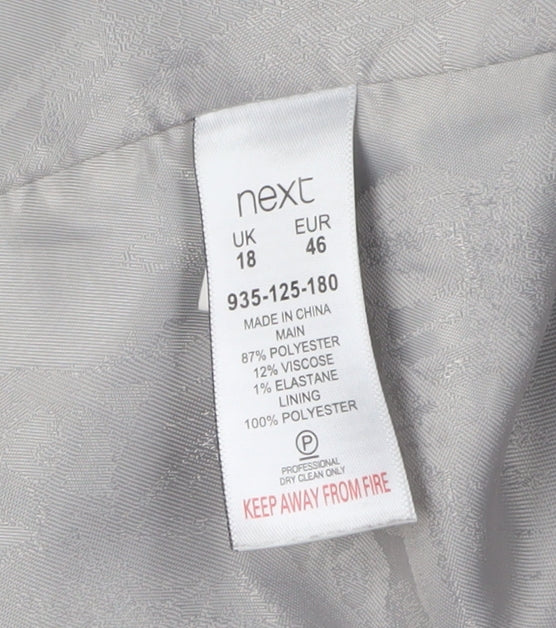 next
UK EUR
18 46
935-125-180
MADE IN CHINA
MAIN
87% POLYESTER
12% VISCOSE
1% ELASTANE
LINING
100% POLYESTER
P
PROFESSIONAL
DRY CLEAN ONLY
KEEP AWAY FROM FIRE